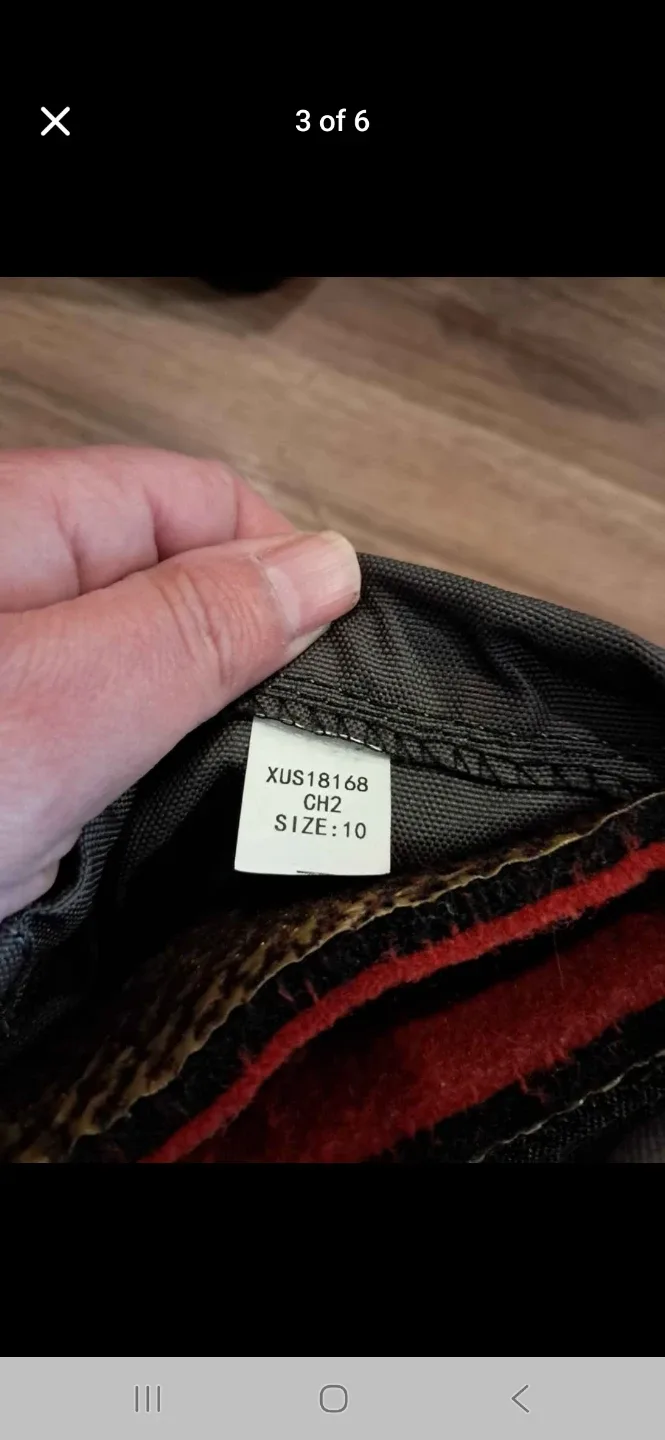 3 of 6
XUS18168
CH2
SIZE:10